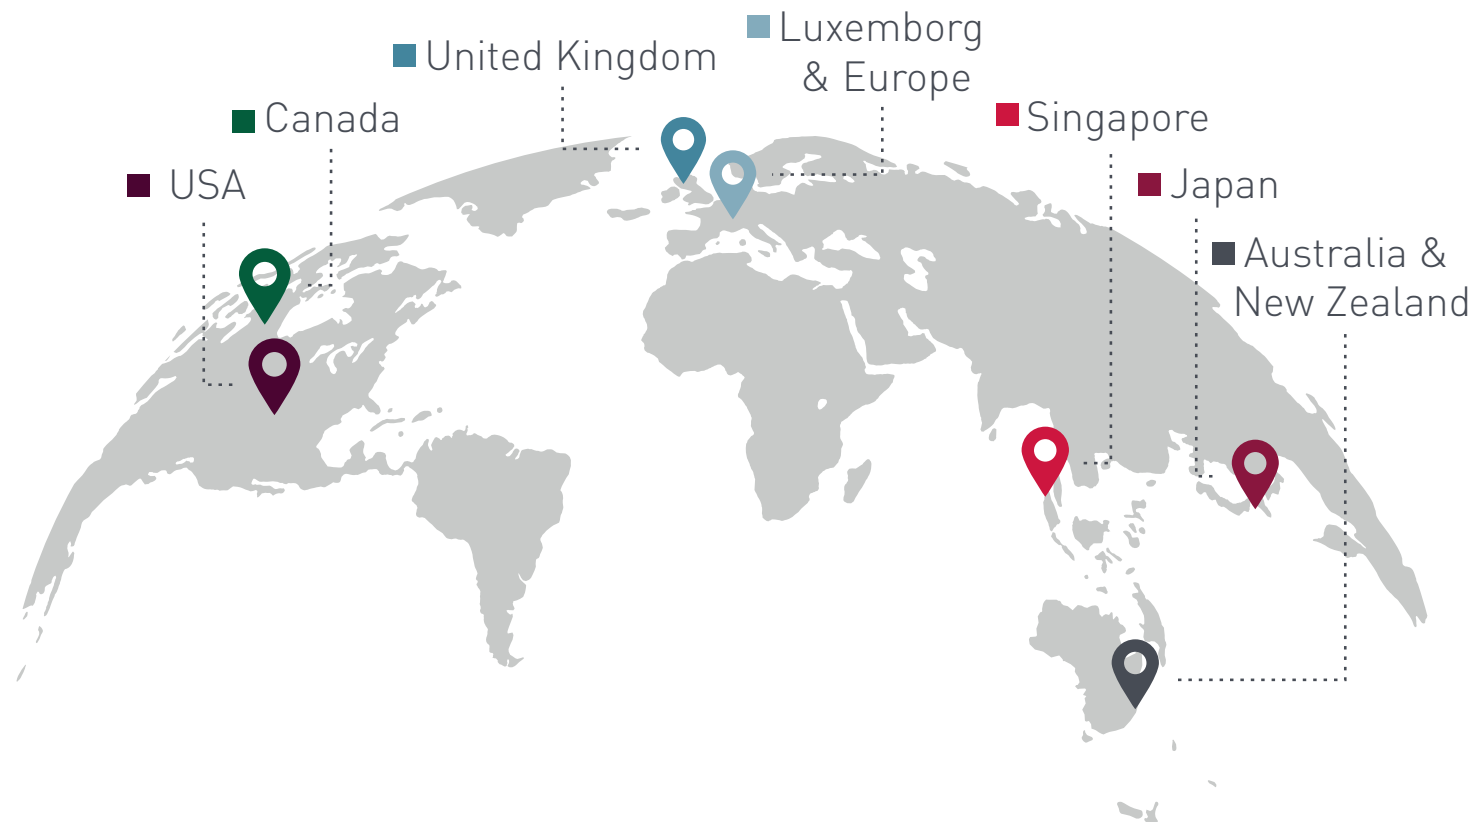 United Kingdom
Luxemborg
& Europe
Canada
Singapore
USA
Japan
Australia &
New Zealand